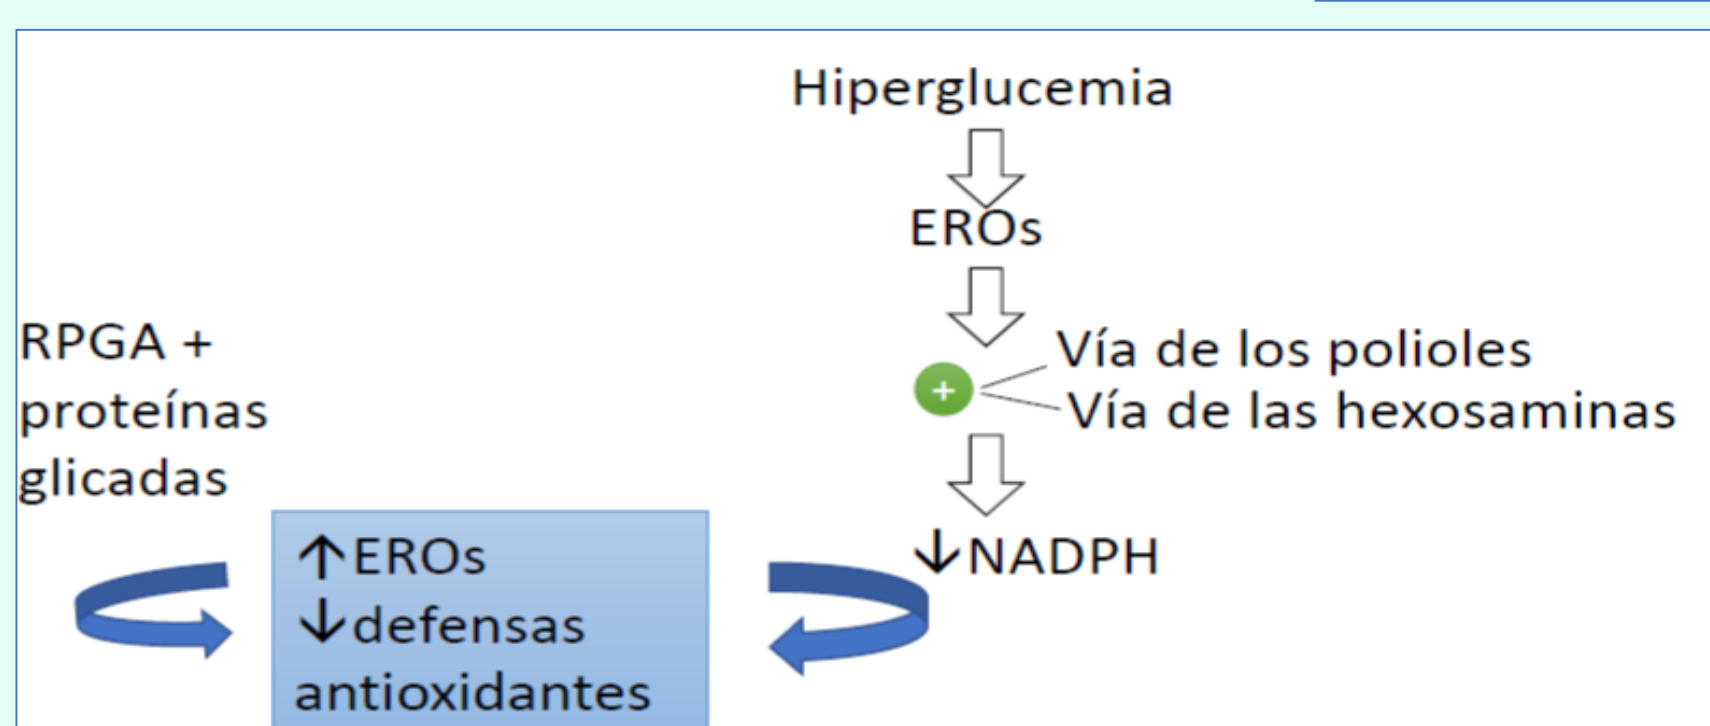 Hiperglucemia
EROs
+
Vía de los polioles
Vía de las hexosaminas
↓NADPH
RPGA +
proteínas
glicadas
↑EROs
↓defensas
antioxidantes